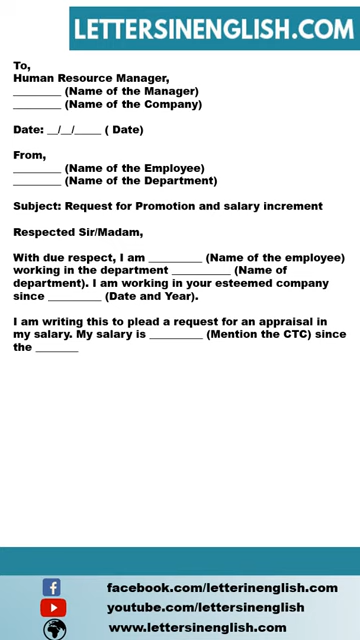 LETTERSINENGLISH.COM
To,
Human Resource Manager,
_________ (Name of the Manager)
_________ (Name of the Company)
Date: __/__/_____ ( Date)
From,
_________ (Name of the Employee)
_________ (Name of the Department)
Subject: Request for Promotion and salary increment
Respected Sir/Madam,
With due respect, I am __________ (Name of the employee)
working in the department ___________ (Name of
department). I am working in your esteemed company
since __________ (Date and Year).
I am writing this to plead a request for an appraisal in
my salary. My salary is __________ (Mention the CTC) since
the ________
facebook.com/letterinenglish.com
youtube.com/lettersinenglish
www.lettersinenglish.com